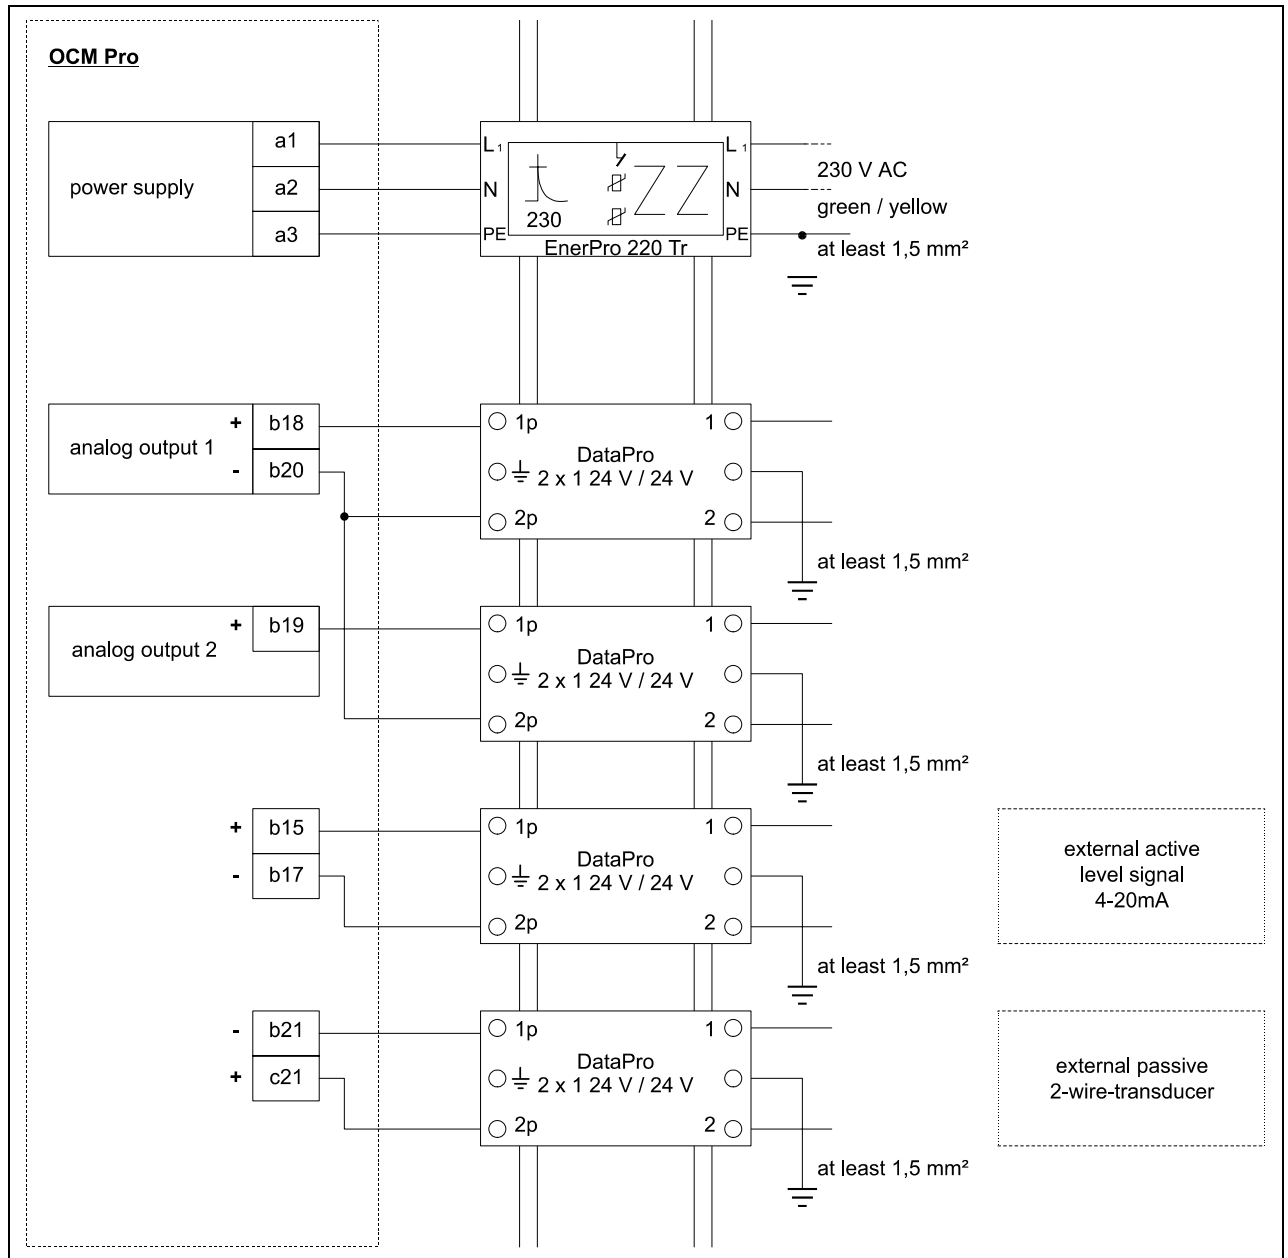 OCM Pro
power supply
a1
a2
a3
L1
N
PE
230
EnerPro 220 Tr
L1
N
PE
230 V AC
green / yellow
at least 1,5 mm²
analog output 1
+ b18
- b20
1p
2p
DataPro
2 x 1 24 V / 24 V
1
2
at least 1,5 mm²
analog output 2
+ b19
1p
2p
DataPro
2 x 1 24 V / 24 V
1
2
at least 1,5 mm²
+ b15
- b17
1p
2p
DataPro
2 x 1 24 V / 24 V
1
2
at least 1,5 mm²
external active
level signal
4-20mA
- b21
+ c21
1p
2p
DataPro
2 x 1 24 V / 24 V
1
2
at least 1,5 mm²
external passive
2-wire-transducer